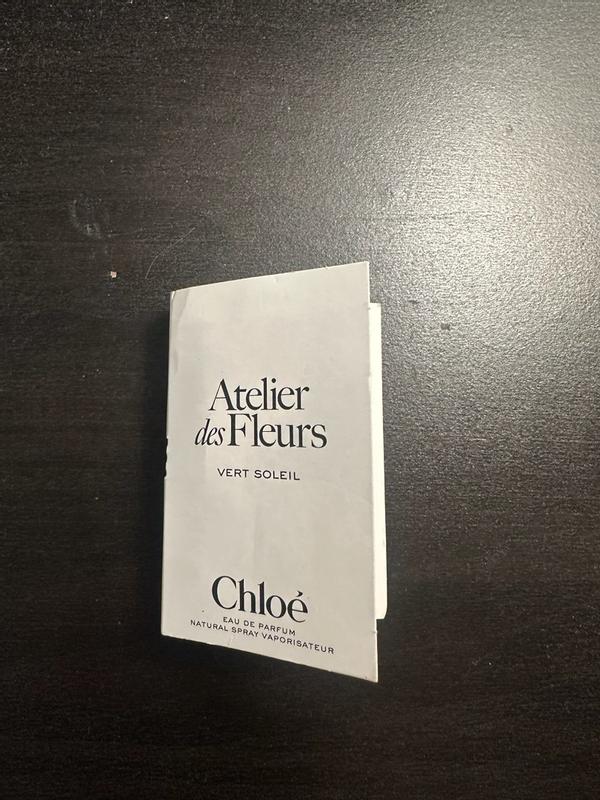 Atelier
des Fleurs
VERT SOLEIL
Chloé
EAU DE PARFUM
NATURAL SPRAY VAPORISATEUR